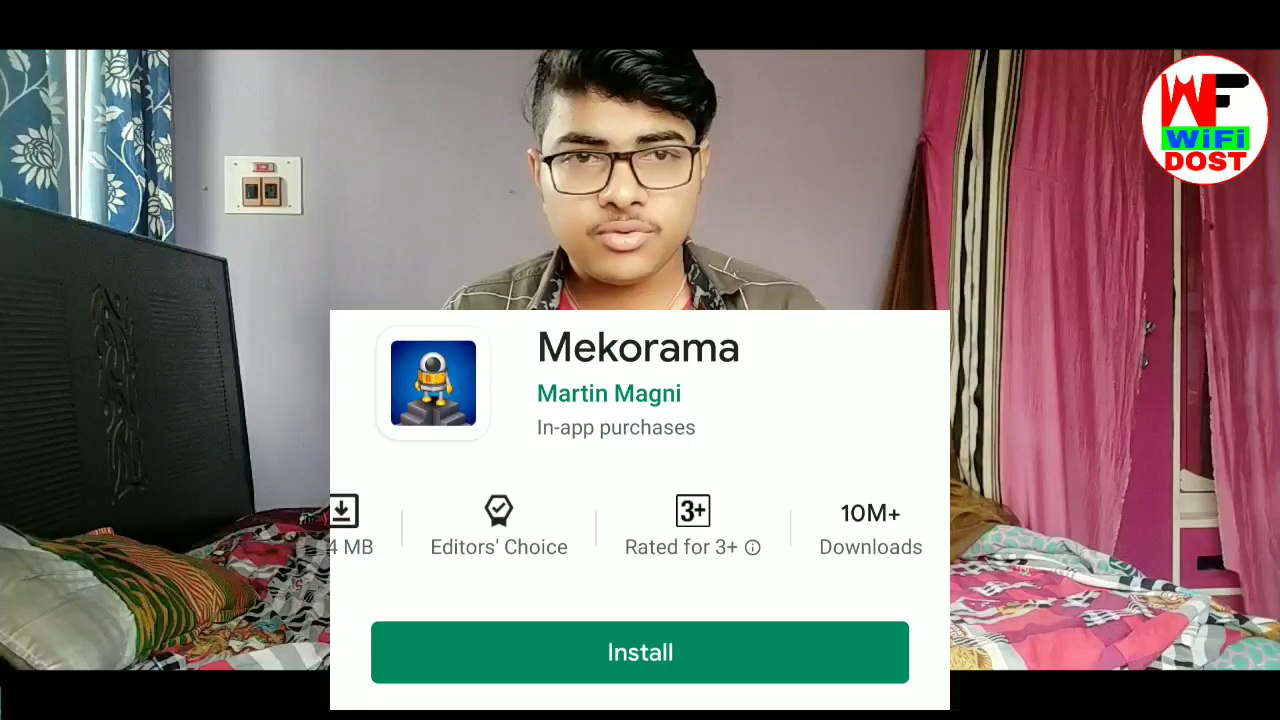 WF
WiFi
DOST
Mekorama
Martin Magni
In-app purchases
3+
10M+
4 MB
Editors' Choice
Rated for 3+
Downloads
Install